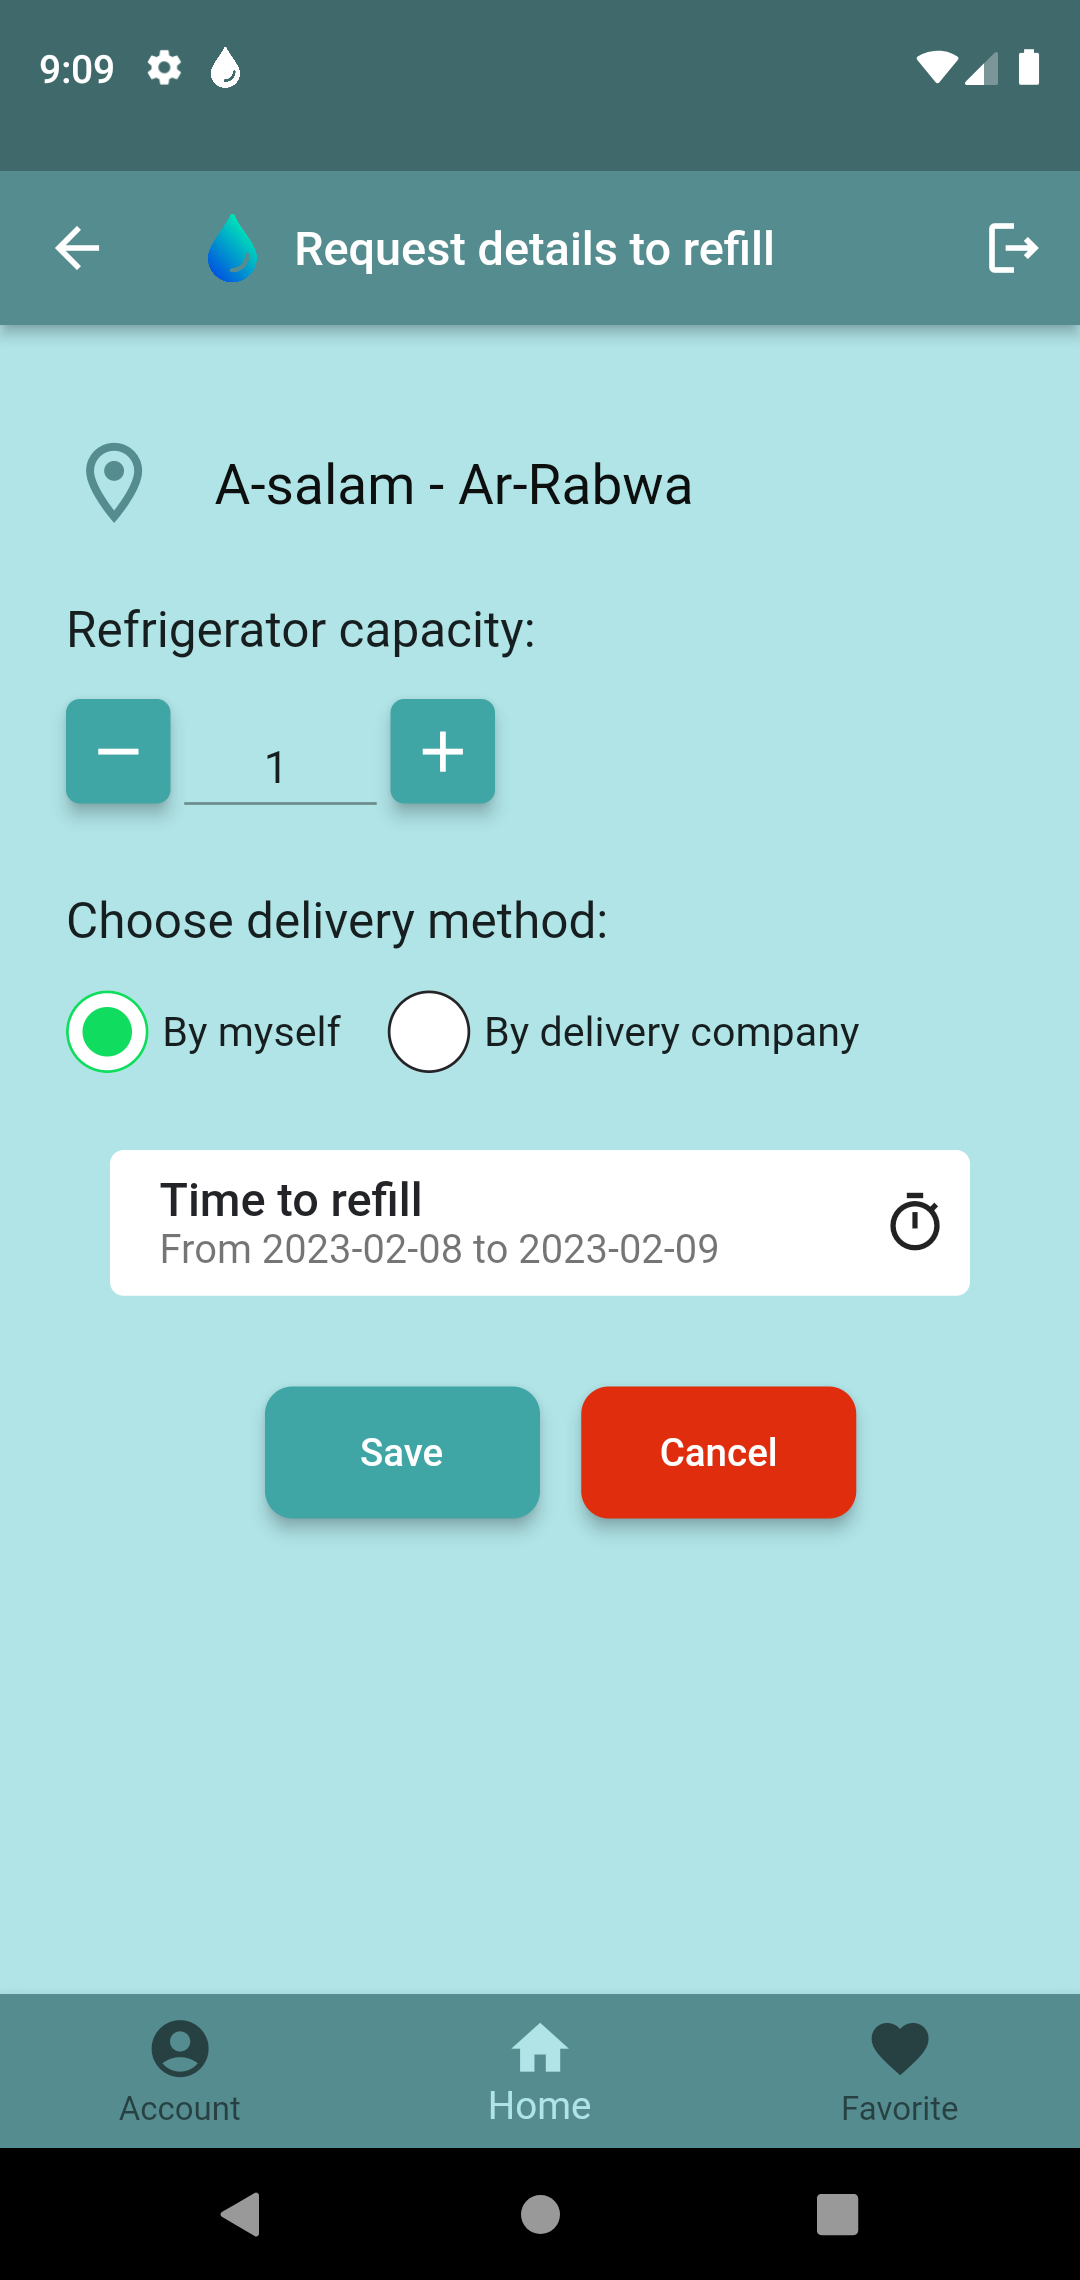 9:09
Request details to refill
A-salam - Ar-Rabwa
Refrigerator capacity:
1
Choose delivery method:
By myself By delivery company
Time to refill
From 2023-02-08 to 2023-02-09
Save Cancel
Account Home Favorite